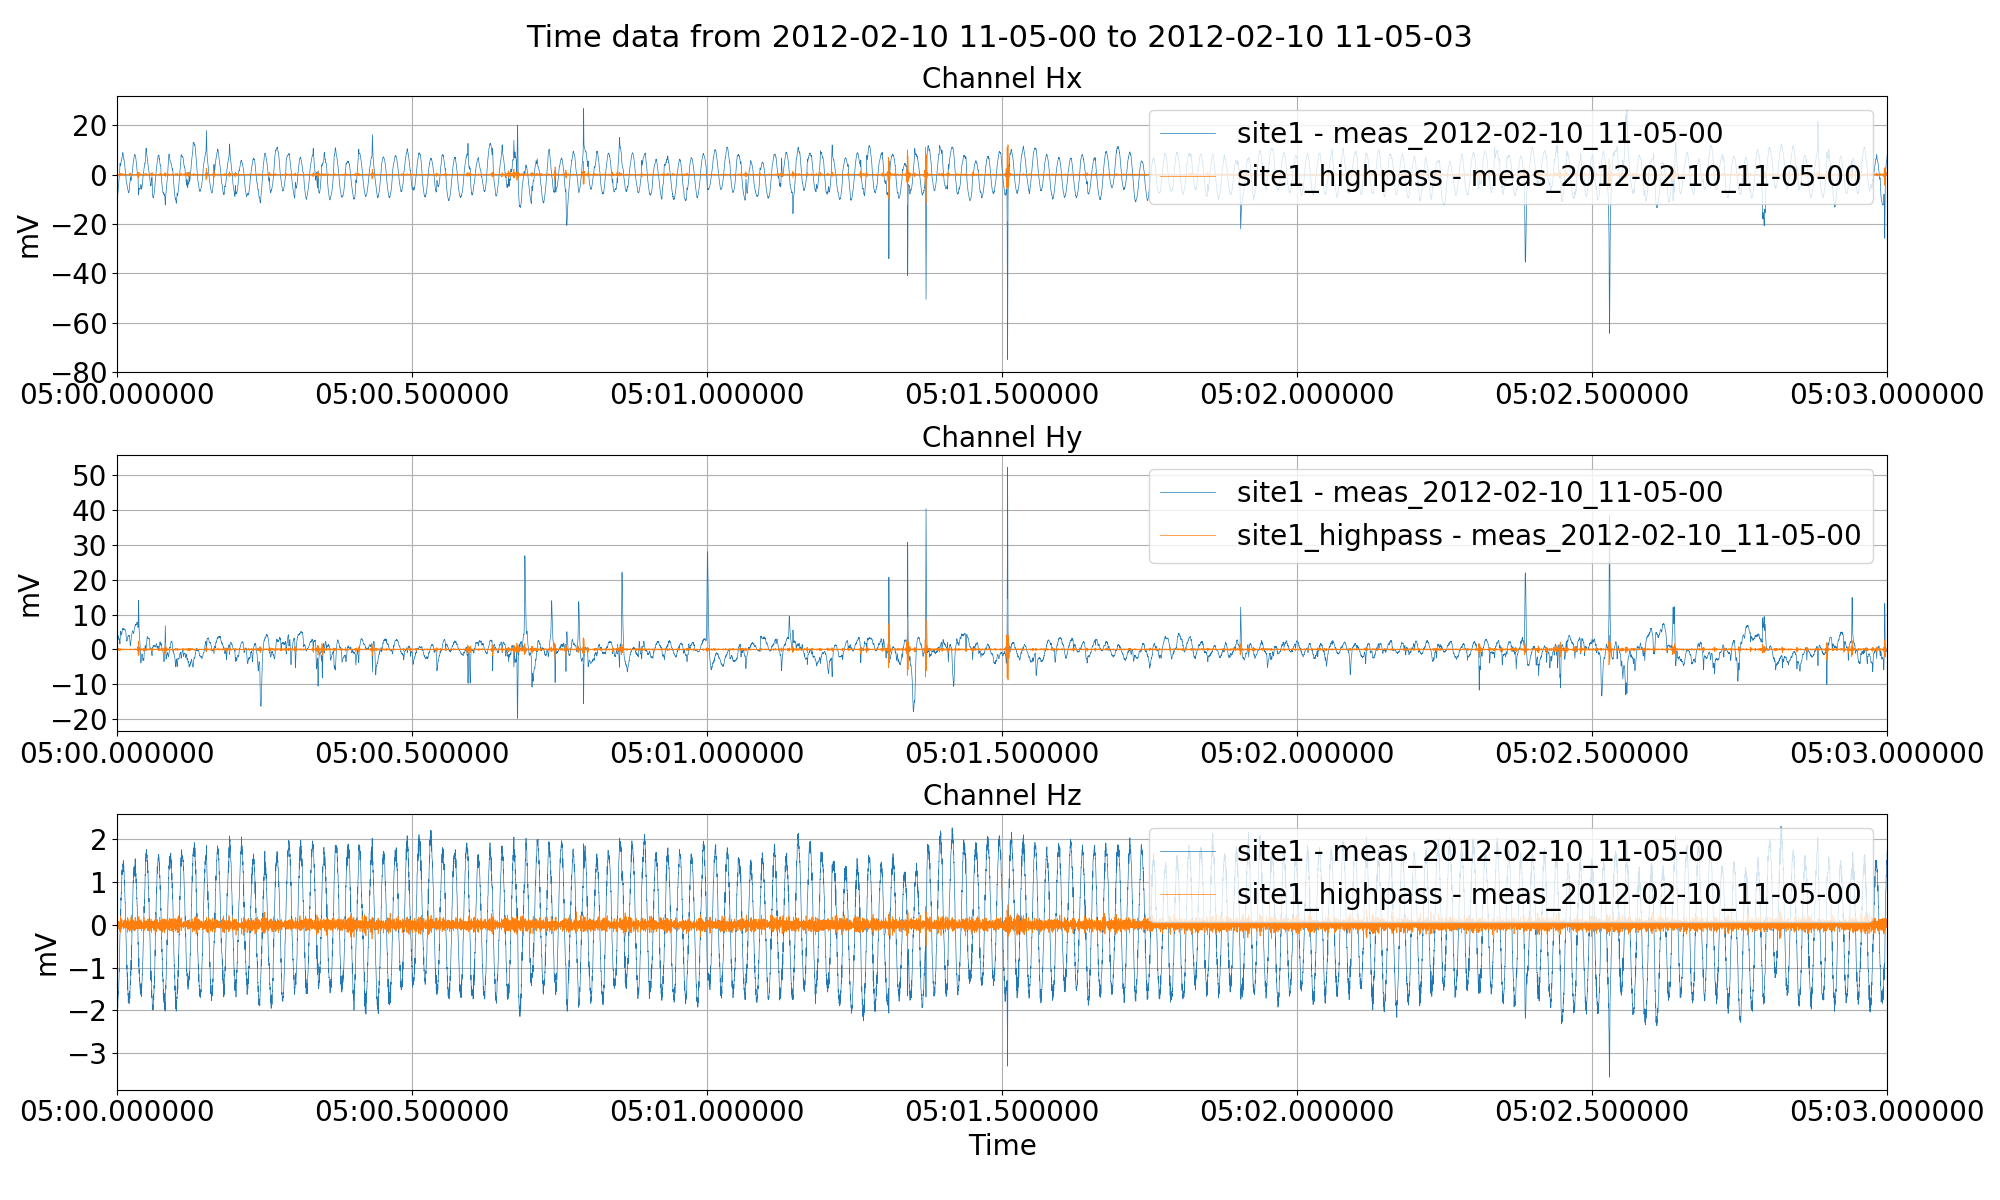 Time data from 2012-02-10 11-05-00 to 2012-02-10 11-05-03
Channel Hx
mV
20
0
−20
−40
−60
−80
site1 - meas_2012-02-10_11-05-00
site1_highpass - meas_2012-02-10_11-05-00
05:00.000000 05:00.500000 05:01.000000 05:01.500000 05:02.000000 05:02.500000 05:03.000000
Channel Hy
mV
50
40
30
20
10
0
−10
−20
site1 - meas_2012-02-10_11-05-00
site1_highpass - meas_2012-02-10_11-05-00
05:00.000000 05:00.500000 05:01.000000 05:01.500000 05:02.000000 05:02.500000 05:03.000000
Channel Hz
mV
2
1
0
−1
−2
−3
site1 - meas_2012-02-10_11-05-00
site1_highpass - meas_2012-02-10_11-05-00
05:00.000000 05:00.500000 05:01.000000 05:01.500000 05:02.000000 05:02.500000 05:03.000000
Time